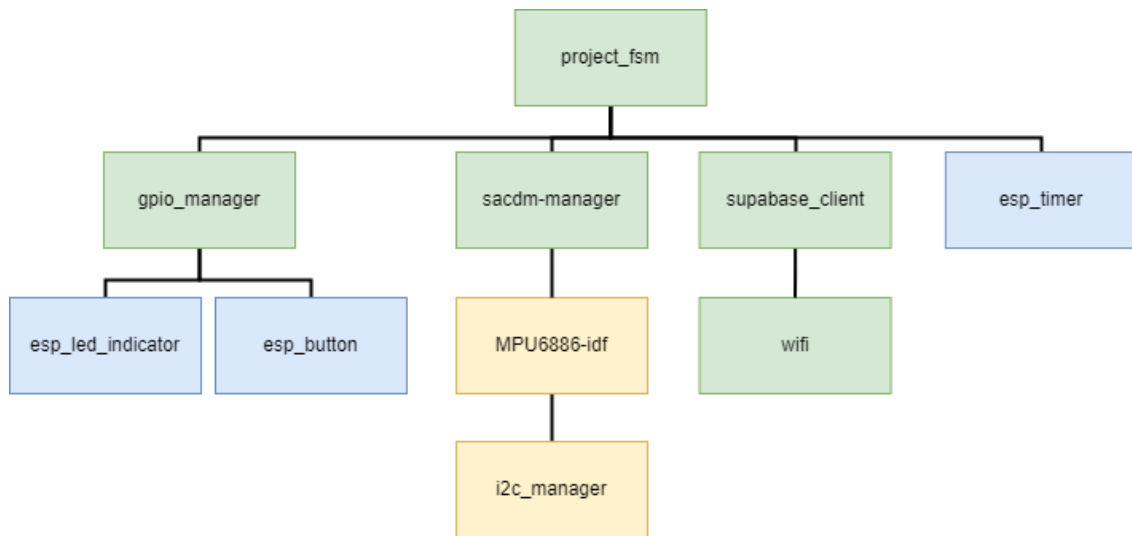 project_fsm
gpio_manager
sacdm-manager
supabase_client
esp_timer
esp_led_indicator
esp_button
MPU6886-idf
wifi
i2c_manager